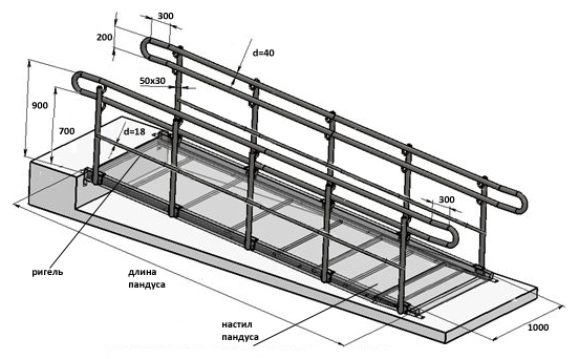 300
200
d=40
50x30
900
700
d=18
300
ригель
длина
пандуса
настил
пандуса
1000